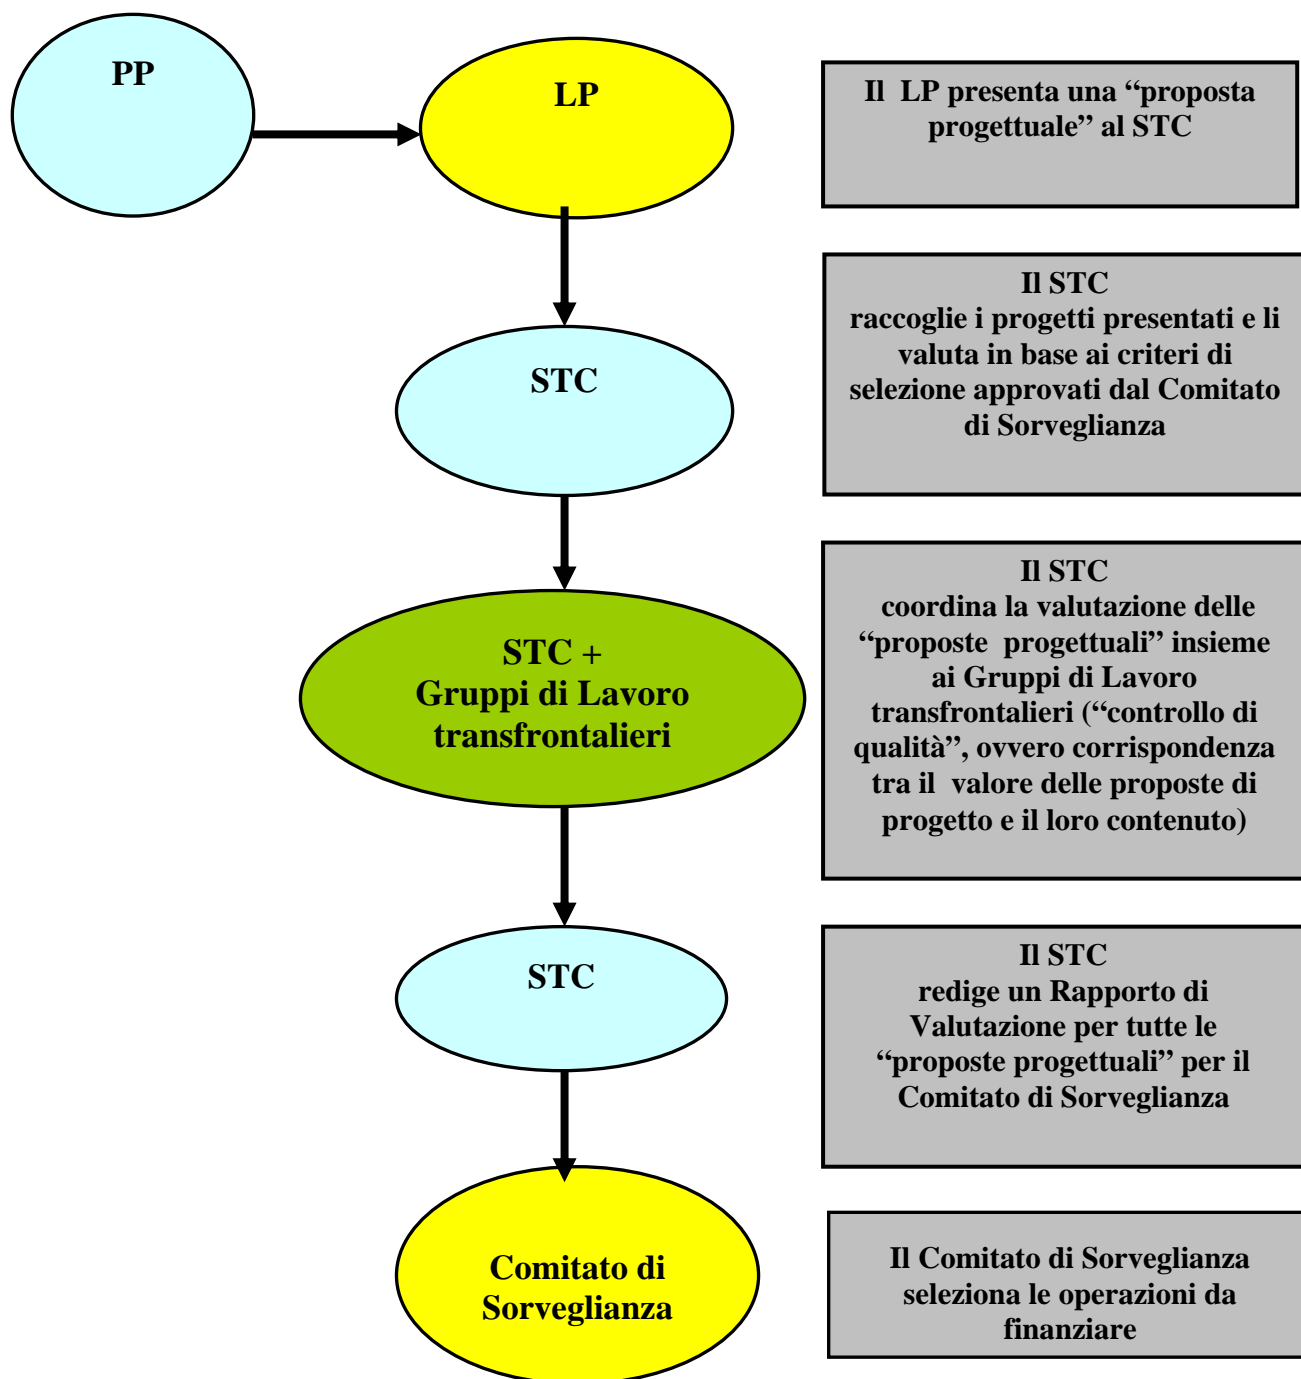 PP
LP
Il LP presenta una “proposta
progettuale” al STC
STC
Il STC
raccoglie i progetti presentati e li
valuta in base ai criteri di
selezione approvati dal Comitato
di Sorveglianza
STC +
Gruppi di Lavoro
transfrontalieri
Il STC
coordina la valutazione delle
“proposte progettuali” insieme
ai Gruppi di Lavoro
transfrontalieri (“controllo di
qualità”, ovvero corrispondenza
tra il valore delle proposte di
progetto e il loro contenuto)
STC
Il STC
redige un Rapporto di
Valutazione per tutte le
“proposte progettuali” per il
Comitato di Sorveglianza
Comitato di
Sorveglianza
Il Comitato di Sorveglianza
seleziona le operazioni da
finanziare